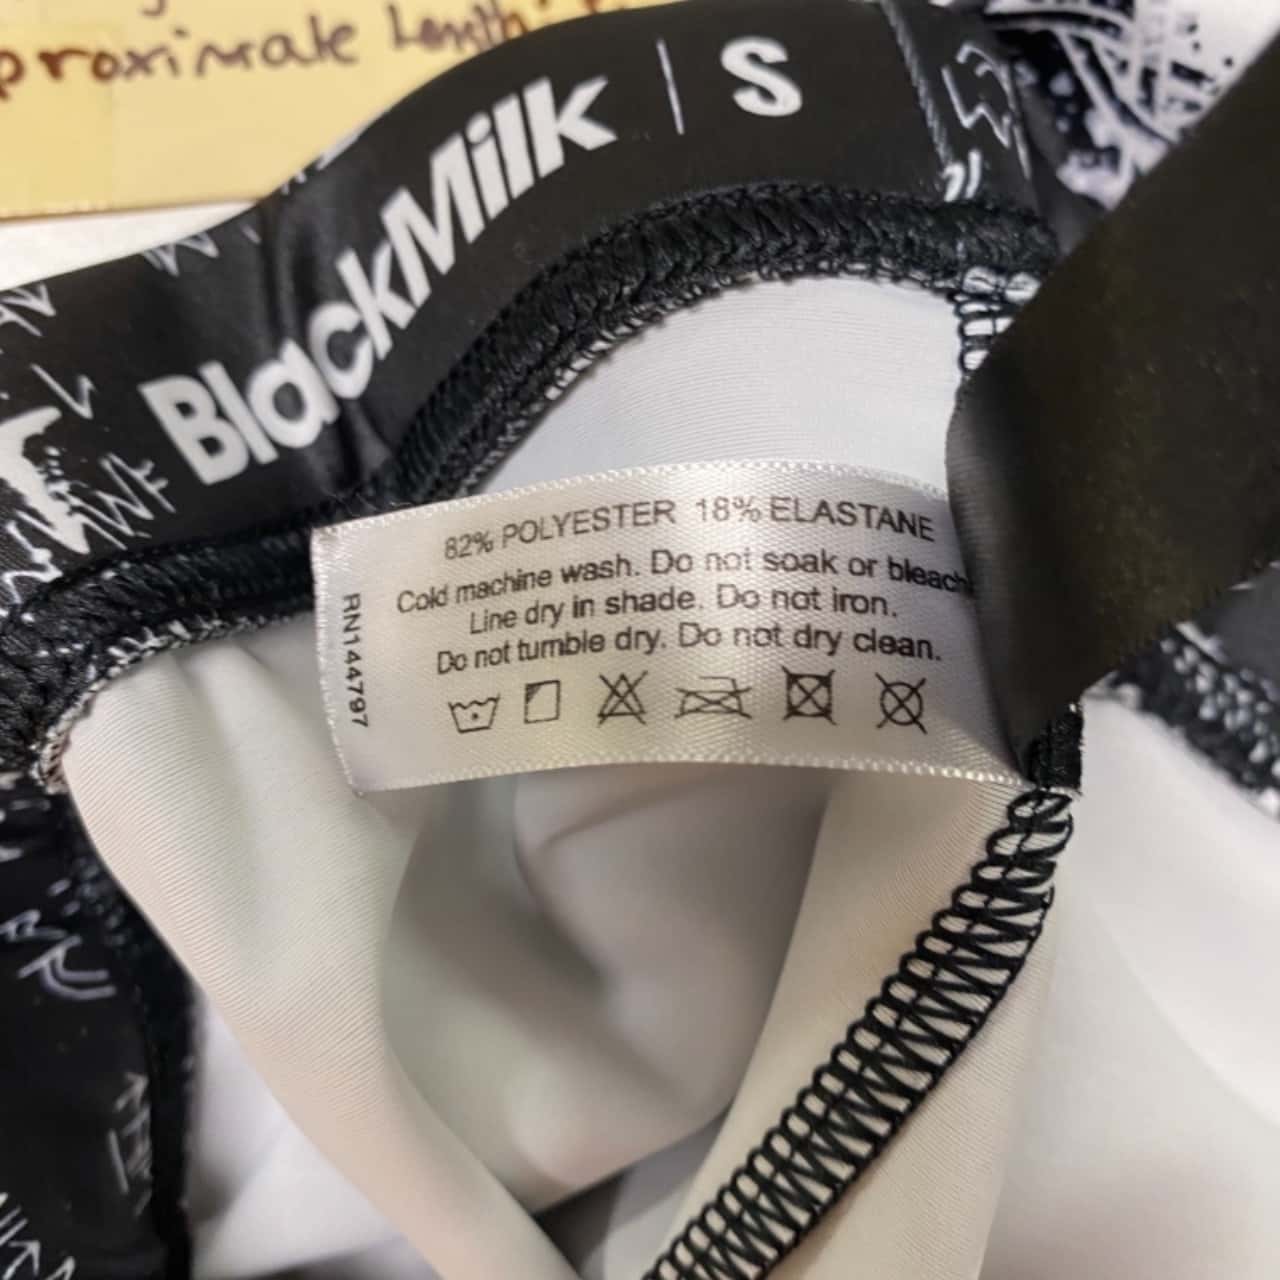 proximate Length:
BlackMilk | S
82% POLYESTER 18% ELASTANE
Cold machine wash. Do not soak or bleach
Line dry in shade. Do not iron.
Do not tumble dry. Do not dry clean.
RN144797